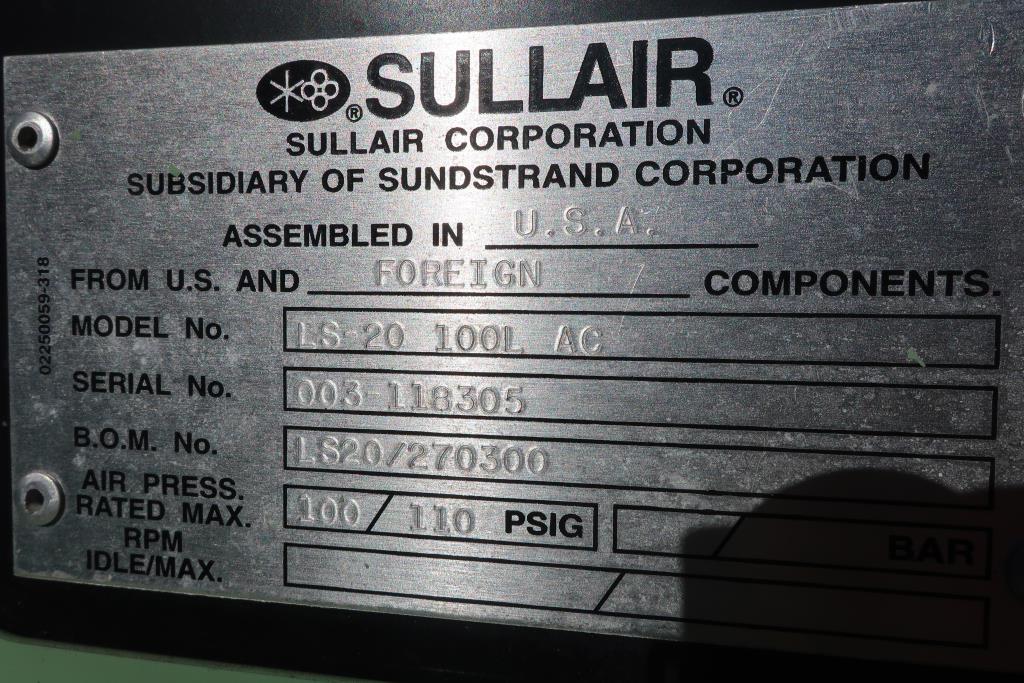 ® SULLAIR®
SULLAIR CORPORATION
SUBSIDIARY OF SUNDSTRAND CORPORATION
ASSEMBLED IN U.S.A.
FROM U.S. AND FOREIGN COMPONENTS.
MODEL No. LS-20 100L AC
SERIAL No. 003-118305
B.O.M. No. LS20/270300
AIR PRESS.
RATED MAX. 100 / 110 PSIG / BAR
RPM
IDLE/MAX. /
02250059-318